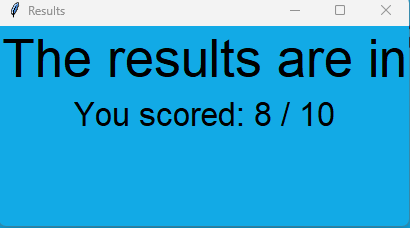 Results
The results are in
You scored: 8 / 10